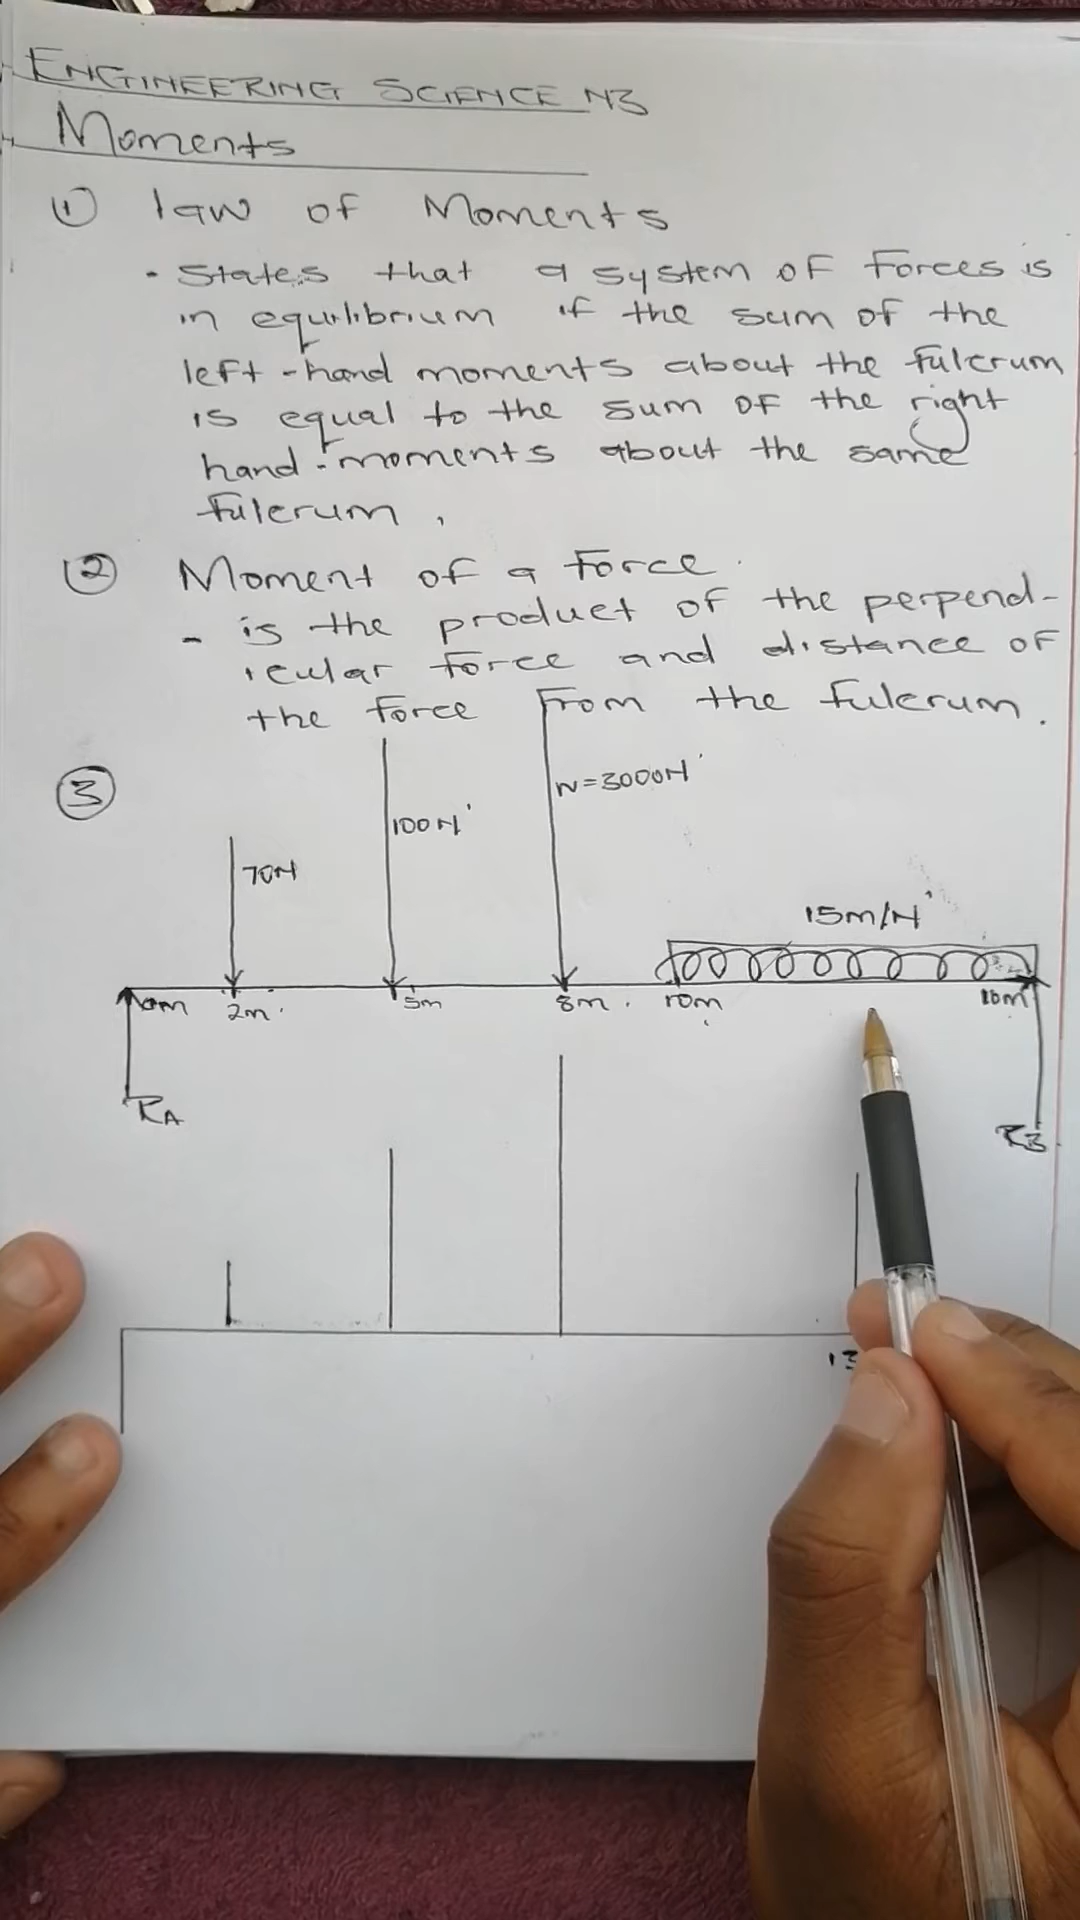 ENGINEERING SCIENCE N3
Moments
1 law of Moments
• States that a system of forces is
in equilibrium if the sum of the
left-hand moments about the fulcrum
is equal to the sum of the right
hand-moments about the same
fulcrum.
2 Moment of a force.
- is the product of the perpend-
icular force and distance of
the force from the fulcrum.
3
W=3000N
100N
70N
15m/N
0m 2m 5m 8m 10m 16m
RA
RB
13